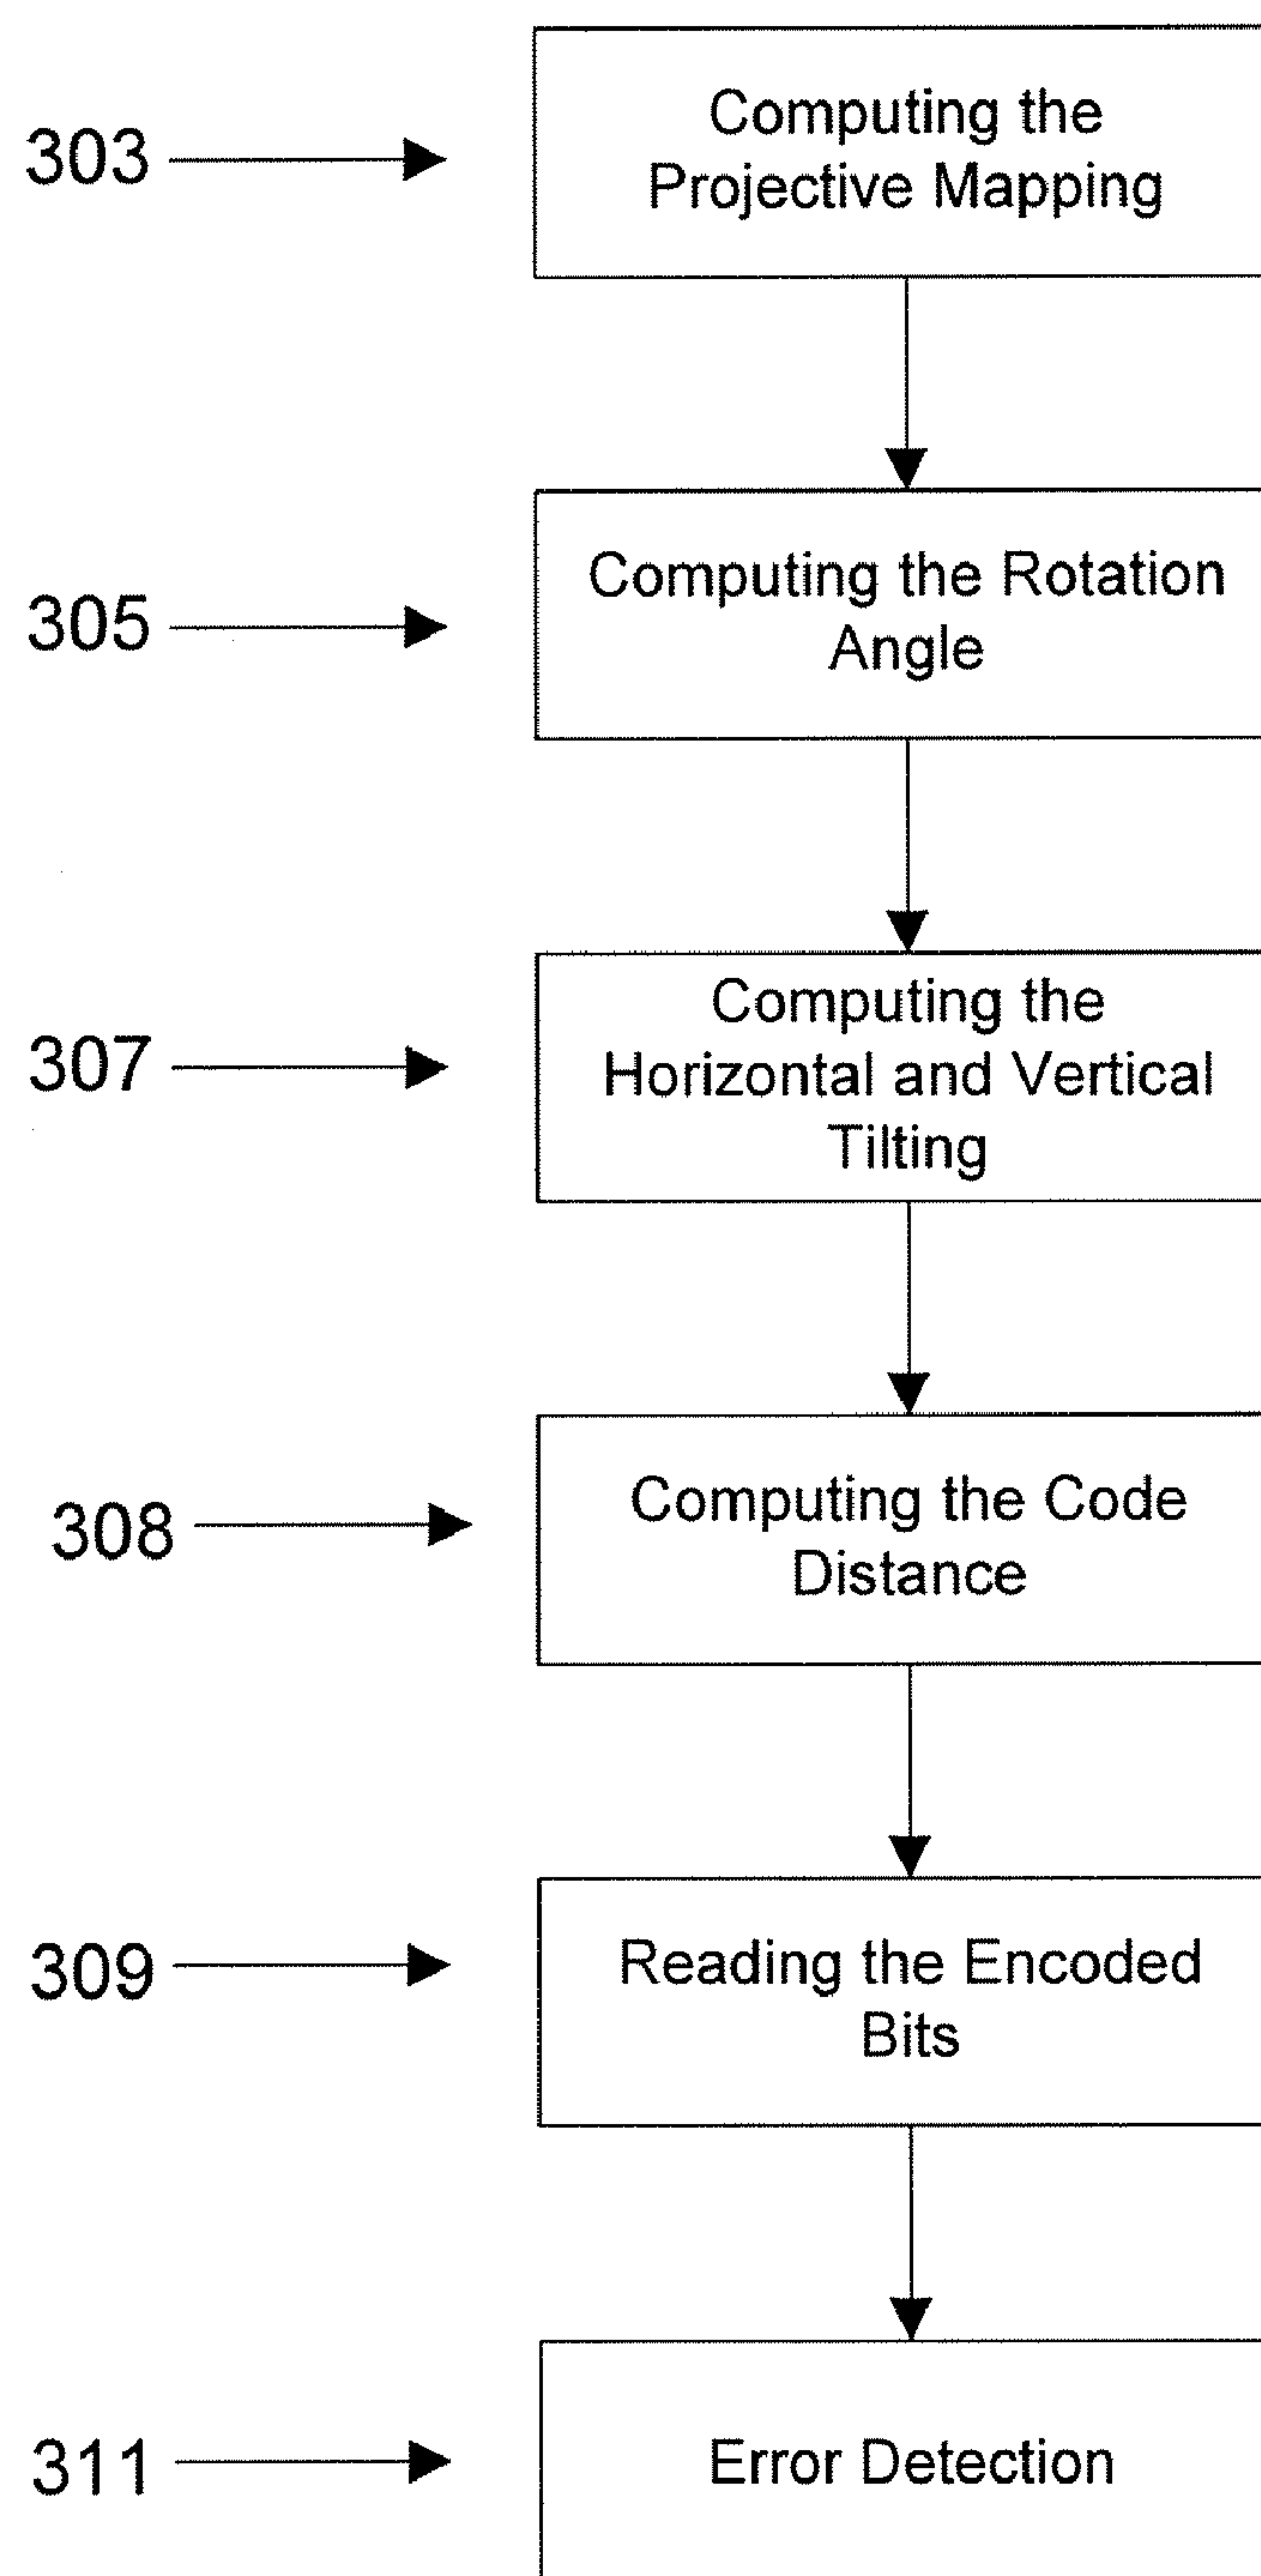 303
Computing the
Projective Mapping
305
Computing the Rotation
Angle
307
Computing the
Horizontal and Vertical
Tilting
308
Computing the Code
Distance
309
Reading the Encoded
Bits
311
Error Detection